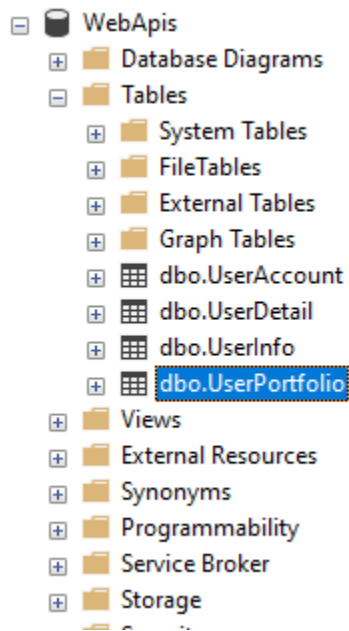 WebApis
Database Diagrams
Tables
System Tables
FileTables
External Tables
Graph Tables
dbo.UserAccount
dbo.UserDetail
dbo.UserInfo
dbo.UserPortfolio
Views
External Resources
Synonyms
Programmability
Service Broker
Storage